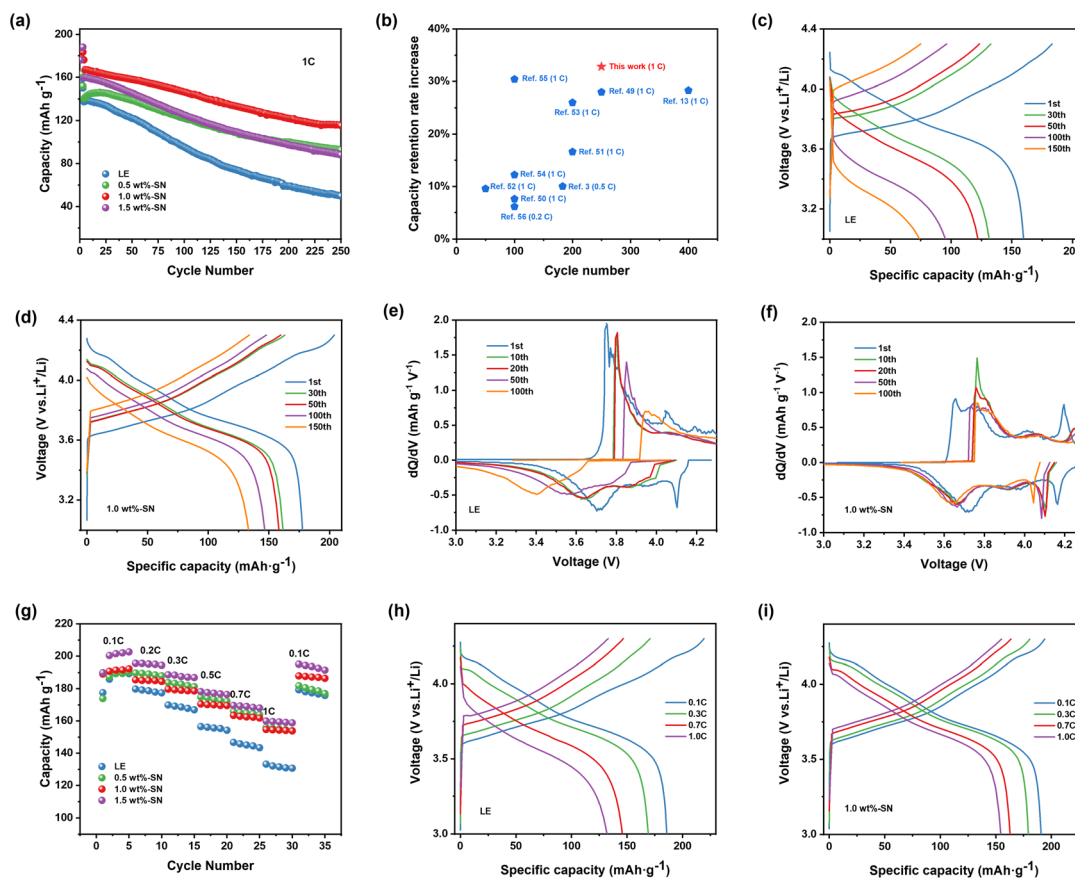 (a)
Capacity (mAh g⁻¹)
200
160
120
80
40
1C
LE
0.5 wt%-SN
1.0 wt%-SN
1.5 wt%-SN
0 25 50 75 100 125 150 175 200 225 250
Cycle Number
(b)
Capacity retention rate increase
40%
30%
20%
10%
0%
This work (1 C)
Ref. 55 (1 C)
Ref. 49 (1 C)
Ref. 13 (1 C)
Ref. 53 (1 C)
Ref. 51 (1 C)
Ref. 54 (1 C)
Ref. 52 (1 C)
Ref. 3 (0.5 C)
Ref. 50 (1 C)
Ref. 56 (0.2 C)
0 100 200 300 400
Cycle number
(c)
Voltage (V vs.Li⁺/Li)
4.4
4.0
3.6
3.2
1st
30th
50th
100th
150th
LE
0 50 100 150 200
Specific capacity (mAh·g⁻¹)
(d)
Voltage (V vs.Li⁺/Li)
4.4
4.0
3.6
3.2
1st
30th
50th
100th
150th
1.0 wt%-SN
0 50 100 150 200
Specific capacity (mAh·g⁻¹)
(e)
dQ/dV (mAh g⁻¹ V⁻¹)
2.0
1.5
1.0
0.5
0.0
-0.5
-1.0
1st
10th
20th
50th
100th
LE
3.0 3.2 3.4 3.6 3.8 4.0 4.2
Voltage (V)
(f)
dQ/dV (mAh g⁻¹ V⁻¹)
2.0
1.5
1.0
0.5
0.0
-0.5
-1.0
1st
10th
20th
50th
100th
1.0 wt%-SN
3.0 3.2 3.4 3.6 3.8 4.0 4.2
Voltage (V)
(g)
Capacity (mAh g⁻¹)
220
200
180
160
140
120
100
0.1C
0.2C
0.3C
0.5C
0.7C
1C
0.1C
LE
0.5 wt%-SN
1.0 wt%-SN
1.5 wt%-SN
0 5 10 15 20 25 30 35
Cycle Number
(h)
Voltage (V vs.Li⁺/Li)
4.0
3.5
3.0
0.1C
0.3C
0.7C
1.0C
LE
0 50 100 150 200
Specific capacity (mAh·g⁻¹)
(i)
Voltage (V vs.Li⁺/Li)
4.0
3.5
3.0
0.1C
0.3C
0.7C
1.0C
1.0 wt%-SN
0 50 100 150 200
Specific capacity (mAh·g⁻¹)